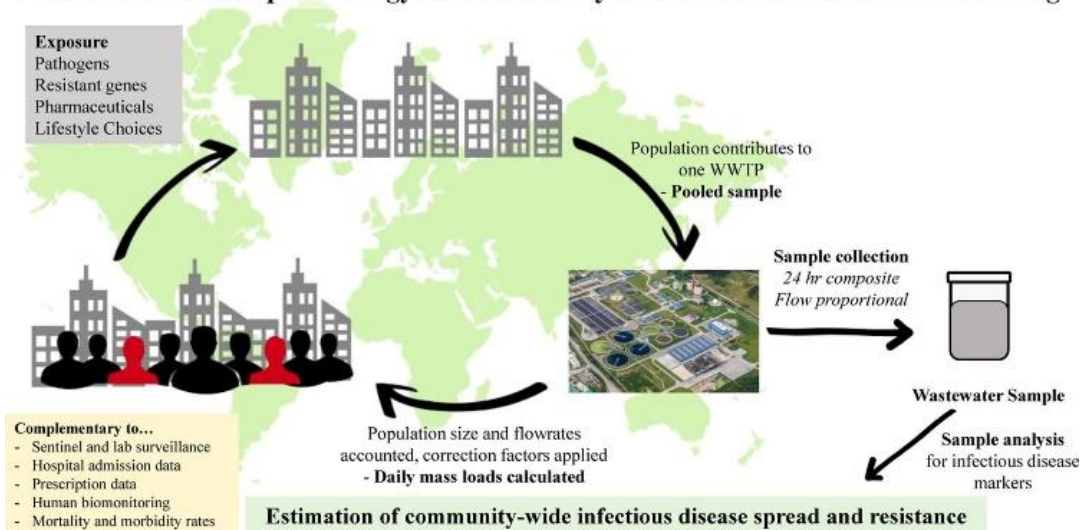 Exposure
Pathogens
Resistant genes
Pharmaceuticals
Lifestyle Choices
Population contributes to
one WWTP
- Pooled sample
Sample collection
24 hr composite
Flow proportional
Wastewater Sample
Sample analysis
for infectious disease
markers
Population size and flowrates
accounted, correction factors applied
- Daily mass loads calculated
Complementary to…
- Sentinel and lab surveillance
- Hospital admission data
- Prescription data
- Human biomonitoring
- Mortality and morbidity rates
Estimation of community-wide infectious disease spread and resistance